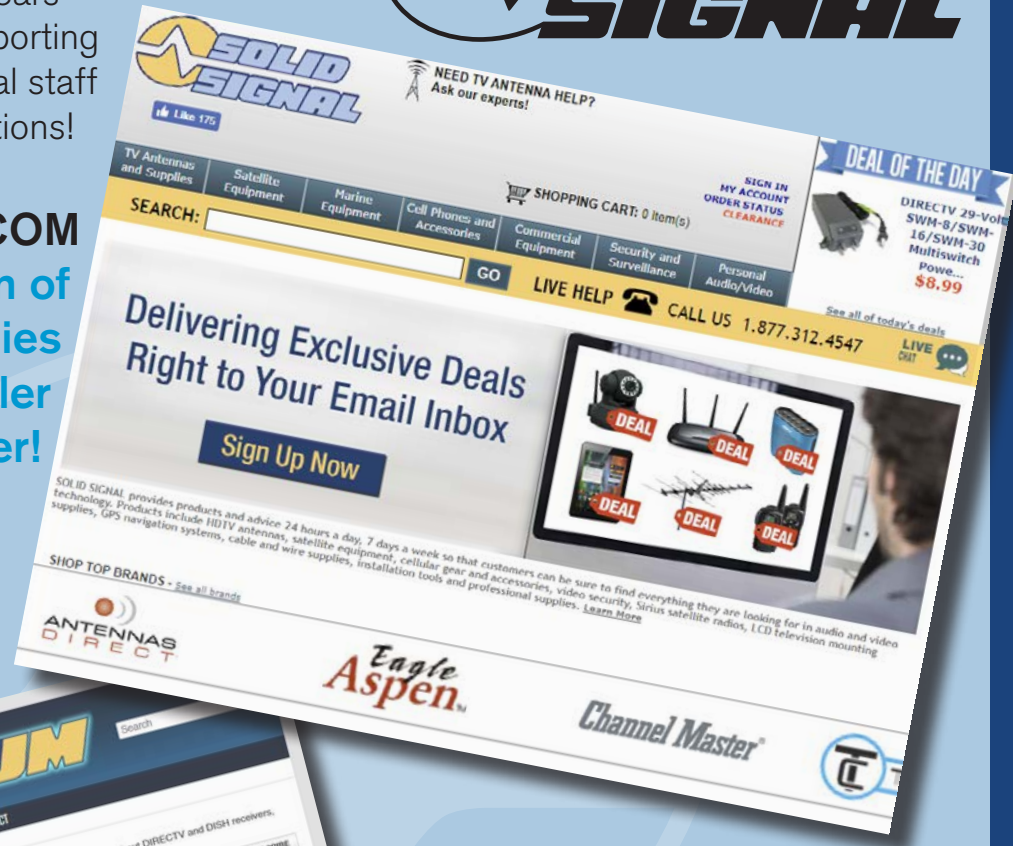 SIGNAL
porting
al staff
tions!
COM
n of
ies
ler
er!
SOLID
SIGNAL
NEED TV ANTENNA HELP?
Ask our experts!
Like 175
SHOPPING CART: 0 item(s)
SIGN IN
MY ACCOUNT
ORDER STATUS
CLEARANCE
TV Antennas
and Supplies
Satellite
Equipment
Marine
Equipment
Cell Phones and
Accessories
Commercial
Equipment
Security and
Surveillance
Personal
Audio/Video
DEAL OF THE DAY
DIRECTV 29-Volt
SWM-8/SWM-
16/SWM-30
Multiswitch
Powe...
$8.99
See all of today's deals
SEARCH:
GO
LIVE HELP
CALL US 1.877.312.4547
LIVE
CHAT
Delivering Exclusive Deals
Right to Your Email Inbox
Sign Up Now
DEAL
DEAL
DEAL
DEAL
DEAL
DEAL
SOLID SIGNAL provides products and advice 24 hours a day, 7 days a week so that customers can be sure to find everything they are looking for in audio and video
technology. Products include HDTV antennas, satellite equipment, cellular gear and accessories, video security, Sirius satellite radios, LCD television mounting
supplies, GPS navigation systems, cable and wire supplies, installation tools and professional supplies. Learn More
SHOP TOP BRANDS - See all brands
ANTENNAS
DIRECT
Eagle
Aspen
Channel Master
Search
DIRECTV and DISH receivers,